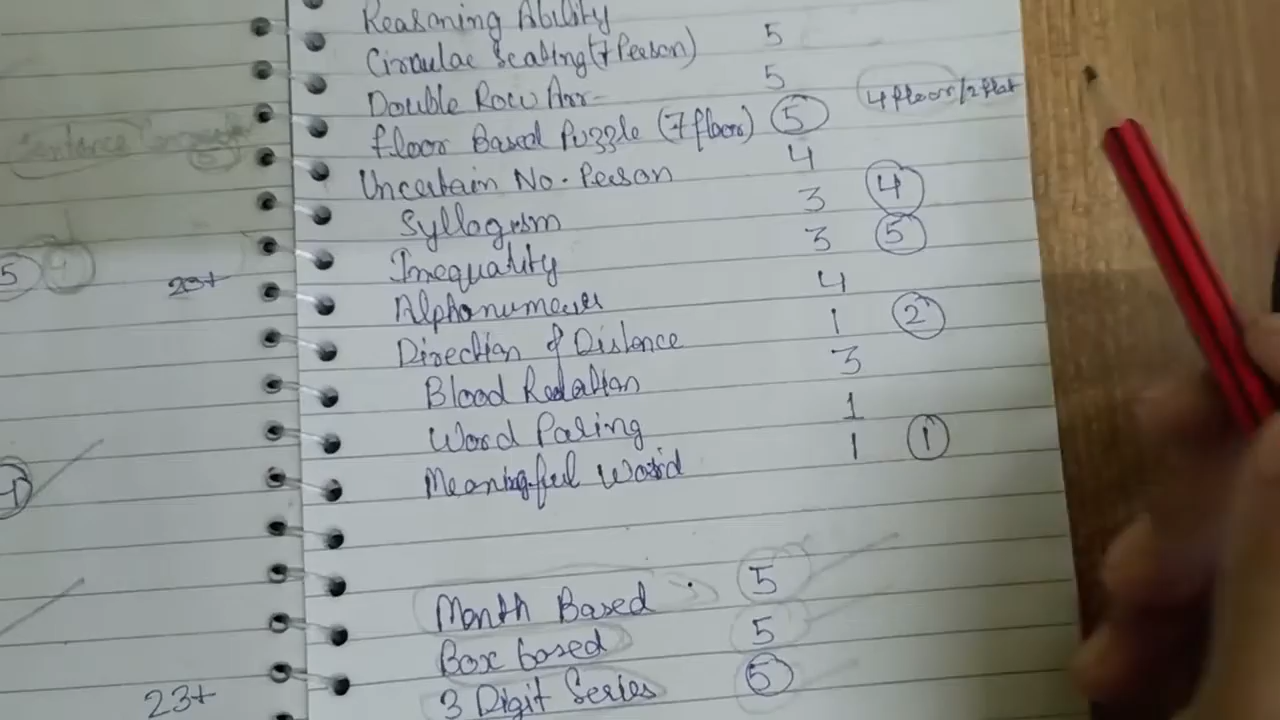 Reasoning Ability
Circular Seating (7 Person) 5
Double Row Arr- 5
floor Based Puzzle (7 floor) 5 4 floor/2 flat
Uncertain No. Person 4
Syllogism 3 4
Inequality 3 5
Alphanumeric 4
Direction & Distance 1 2
Blood Relation 3
Word Paring 1
Meaningful Word 1 1
Month Based 5
Box based 5
3 Digit Series 5
5
23+